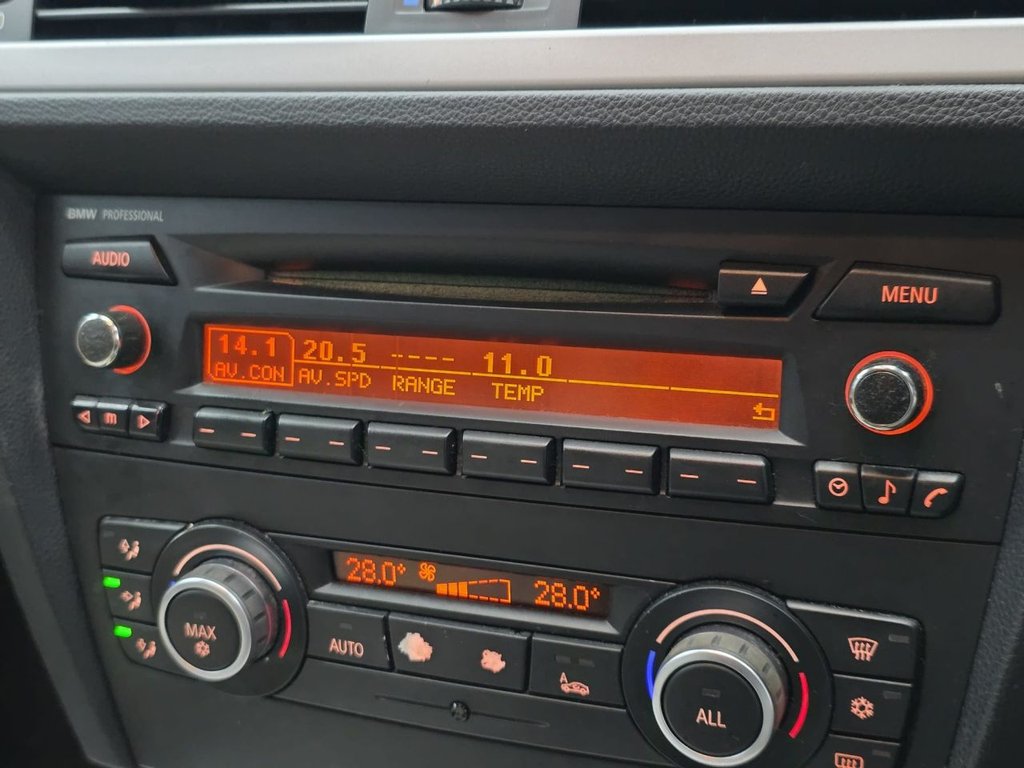 BMW PROFESSIONAL
AUDIO
MENU
14.1 20.5 ---- 11.0
AV.CON AV.SPD RANGE TEMP
m
28.0° 28.0°
MAX
AUTO
A
ALL